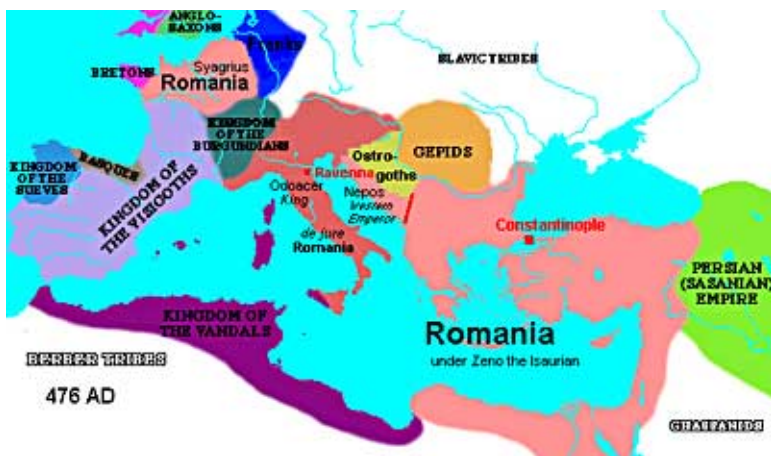 ANGLO-
SAXONS
BRETONS
Syagrius
Romania
SLAVIC TRIBES
KINGDOM
OF THE
BURGUNDIANS
GEPIDS
Ostro-
goths
Ravenna
Odoacer
King
Nepos
Western
Emperor
BASQUES
KINGDOM
OF THE SUEVES
KINGDOM OF
THE VISIGOTHS
de jure
Romania
Constantinople
PERSIAN
(SASANIAN)
EMPIRE
KINGDOM OF
THE VANDALS
Romania
under Zeno the Isaurian
BERBER TRIBES
476 AD
GHASSANIDS